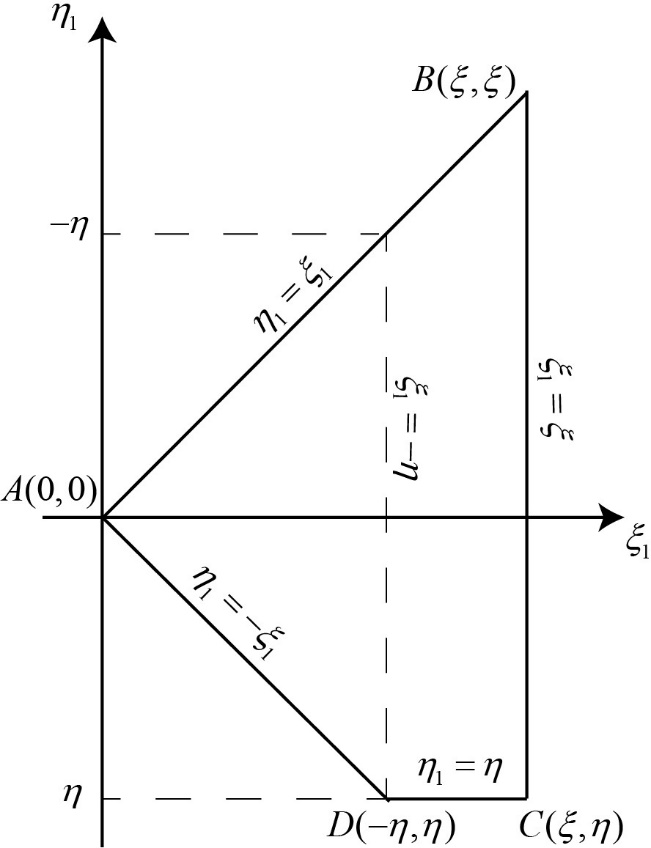 η₁
B(ξ, ξ)
−η
η₁ = ξ₁
ξ₁ = −η
ξ₁ = ξ
A(0, 0)
ξ₁
η₁ = −ξ₁
η₁ = η
η
D(−η, η)
C(ξ, η)